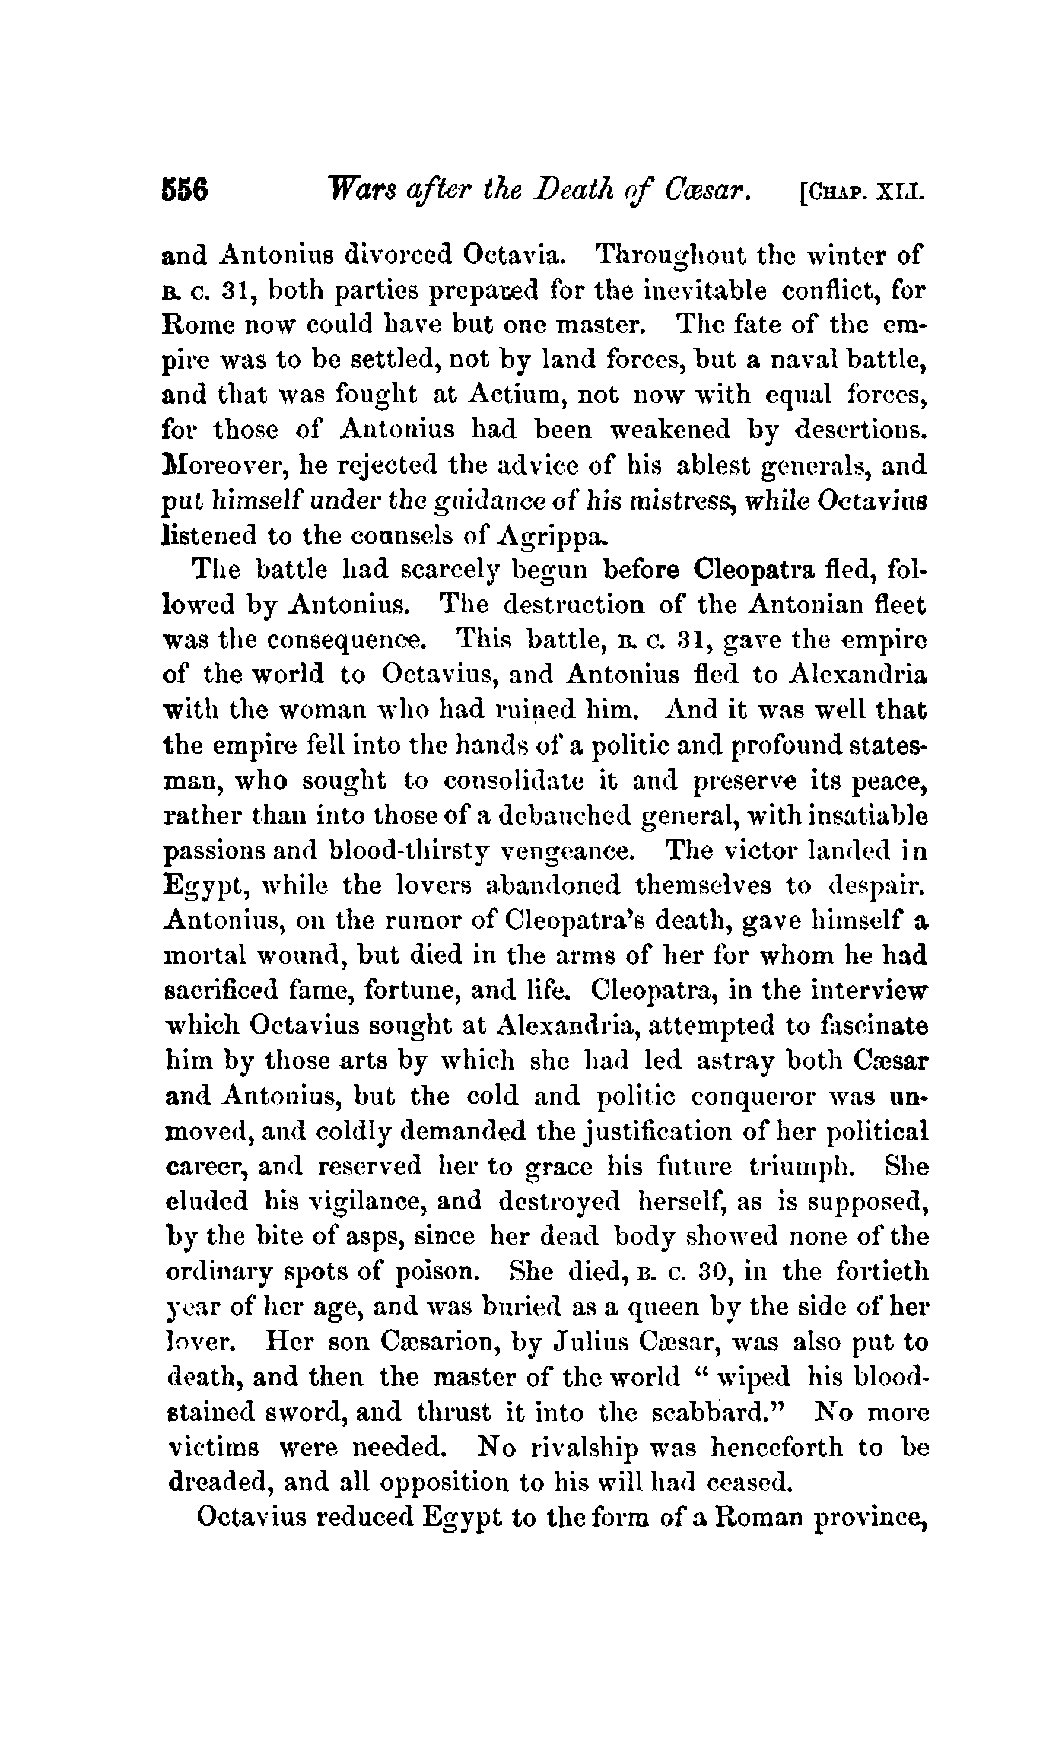 556 Wars after the Death of Cæsar. [CHAP. XLI.
and Antonius divorced Octavia. Throughout the winter of
B. C. 31, both parties prepared for the inevitable conflict, for
Rome now could have but one master. The fate of the em-
pire was to be settled, not by land forces, but a naval battle,
and that was fought at Actium, not now with equal forces,
for those of Antonius had been weakened by desertions.
Moreover, he rejected the advice of his ablest generals, and
put himself under the guidance of his mistress, while Octavius
listened to the counsels of Agrippa.
The battle had scarcely begun before Cleopatra fled, fol-
lowed by Antonius. The destruction of the Antonian fleet
was the consequence. This battle, B. C. 31, gave the empire
of the world to Octavius, and Antonius fled to Alexandria
with the woman who had ruined him. And it was well that
the empire fell into the hands of a politic and profound states-
man, who sought to consolidate it and preserve its peace,
rather than into those of a debauched general, with insatiable
passions and blood-thirsty vengeance. The victor landed in
Egypt, while the lovers abandoned themselves to despair.
Antonius, on the rumor of Cleopatra's death, gave himself a
mortal wound, but died in the arms of her for whom he had
sacrificed fame, fortune, and life. Cleopatra, in the interview
which Octavius sought at Alexandria, attempted to fascinate
him by those arts by which she had led astray both Cæsar
and Antonius, but the cold and politic conqueror was un-
moved, and coldly demanded the justification of her political
career, and reserved her to grace his future triumph. She
eluded his vigilance, and destroyed herself, as is supposed,
by the bite of asps, since her dead body showed none of the
ordinary spots of poison. She died, B. C. 30, in the fortieth
year of her age, and was buried as a queen by the side of her
lover. Her son Cæsarion, by Julius Cæsar, was also put to
death, and then the master of the world "wiped his blood-
stained sword, and thrust it into the scabbard." No more
victims were needed. No rivalship was henceforth to be
dreaded, and all opposition to his will had ceased.
Octavius reduced Egypt to the form of a Roman province,